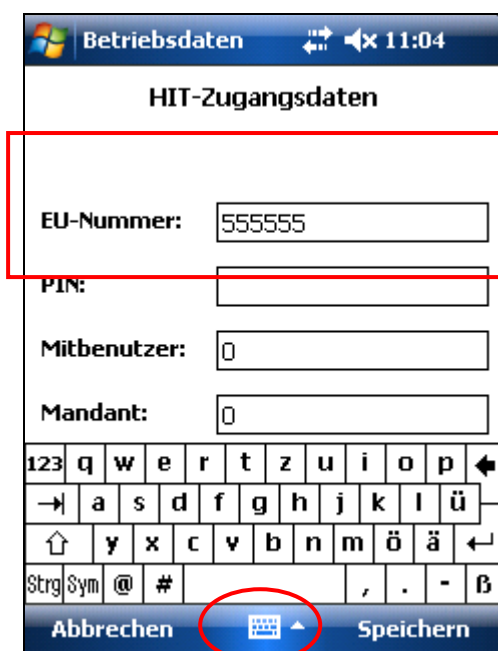 Betriebsdaten 11:04
HIT-Zugangsdaten
EU-Nummer: 555555
PIN:
Mitbenutzer: 0
Mandant: 0
123 q w e r t z u i o p
a s d f g h j k l ü
y x c v b n m ö ä
Strg Sym @ # , . - ß
Abbrechen Speichern